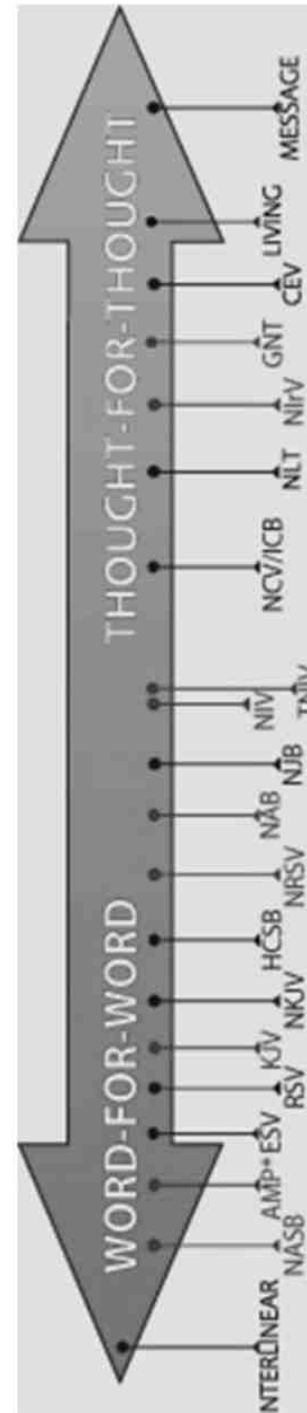 WORD-FOR-WORD
THOUGHT-FOR-THOUGHT
NTERLINEAR
NASB
AMP*
ESV
RSV
KJV
NKJV
HCSB
NRSV
NAB
NJB
NIV
TNIV
NCV/ICB
NLT
NIrV
GNT
CEV
LIVING
MESSAGE